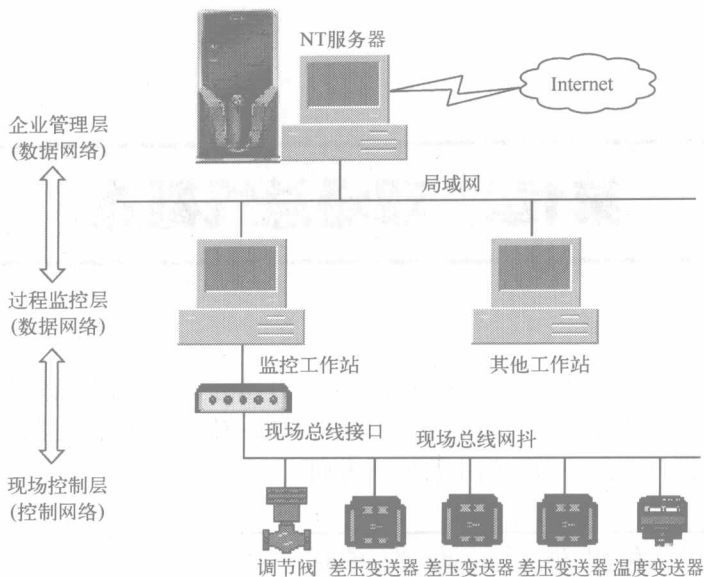 NT服务器
Internet
企业管理层
(数据网络)
局域网
过程监控层
(数据网络)
监控工作站
其他工作站
现场总线接口
现场总线网抖
现场控制层
(控制网络)
调节阀 差压变送器 差压变送器 差压变送器 温度变送器